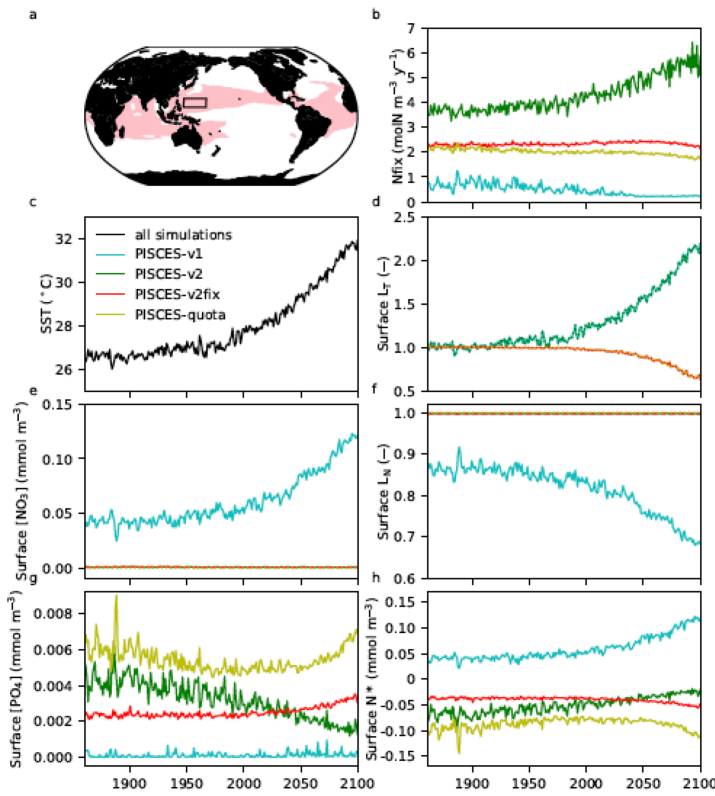 a
b
Nfix (molN m⁻³ y⁻¹)
7
6
5
4
3
2
1
0
1900
1950
2000
2050
2100
c
SST (°C)
32
30
28
26
all simulations
PISCES-v1
PISCES-v2
PISCES-v2fix
PISCES-quota
d
Surface L_T (—)
2.5
2.0
1.5
1.0
0.5
e
Surface [NO₃] (mmol m⁻³)
0.15
0.10
0.05
0.00
f
Surface L_N (—)
1.0
0.9
0.8
0.7
0.6
g
Surface [PO₄] (mmol m⁻³)
0.008
0.006
0.004
0.002
0.000
1900
1950
2000
2050
2100
h
Surface N* (mmol m⁻³)
0.15
0.10
0.05
0
-0.05
-0.10
-0.15
1900
1950
2000
2050
2100